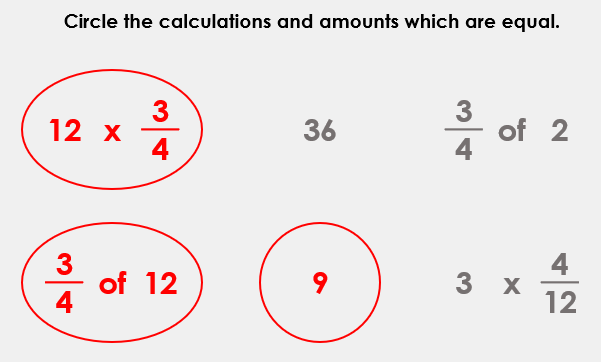 Circle the calculations and amounts which are equal.
12 x 3/4
36
3/4 of 2
3/4 of 12
9
3 x 4/12